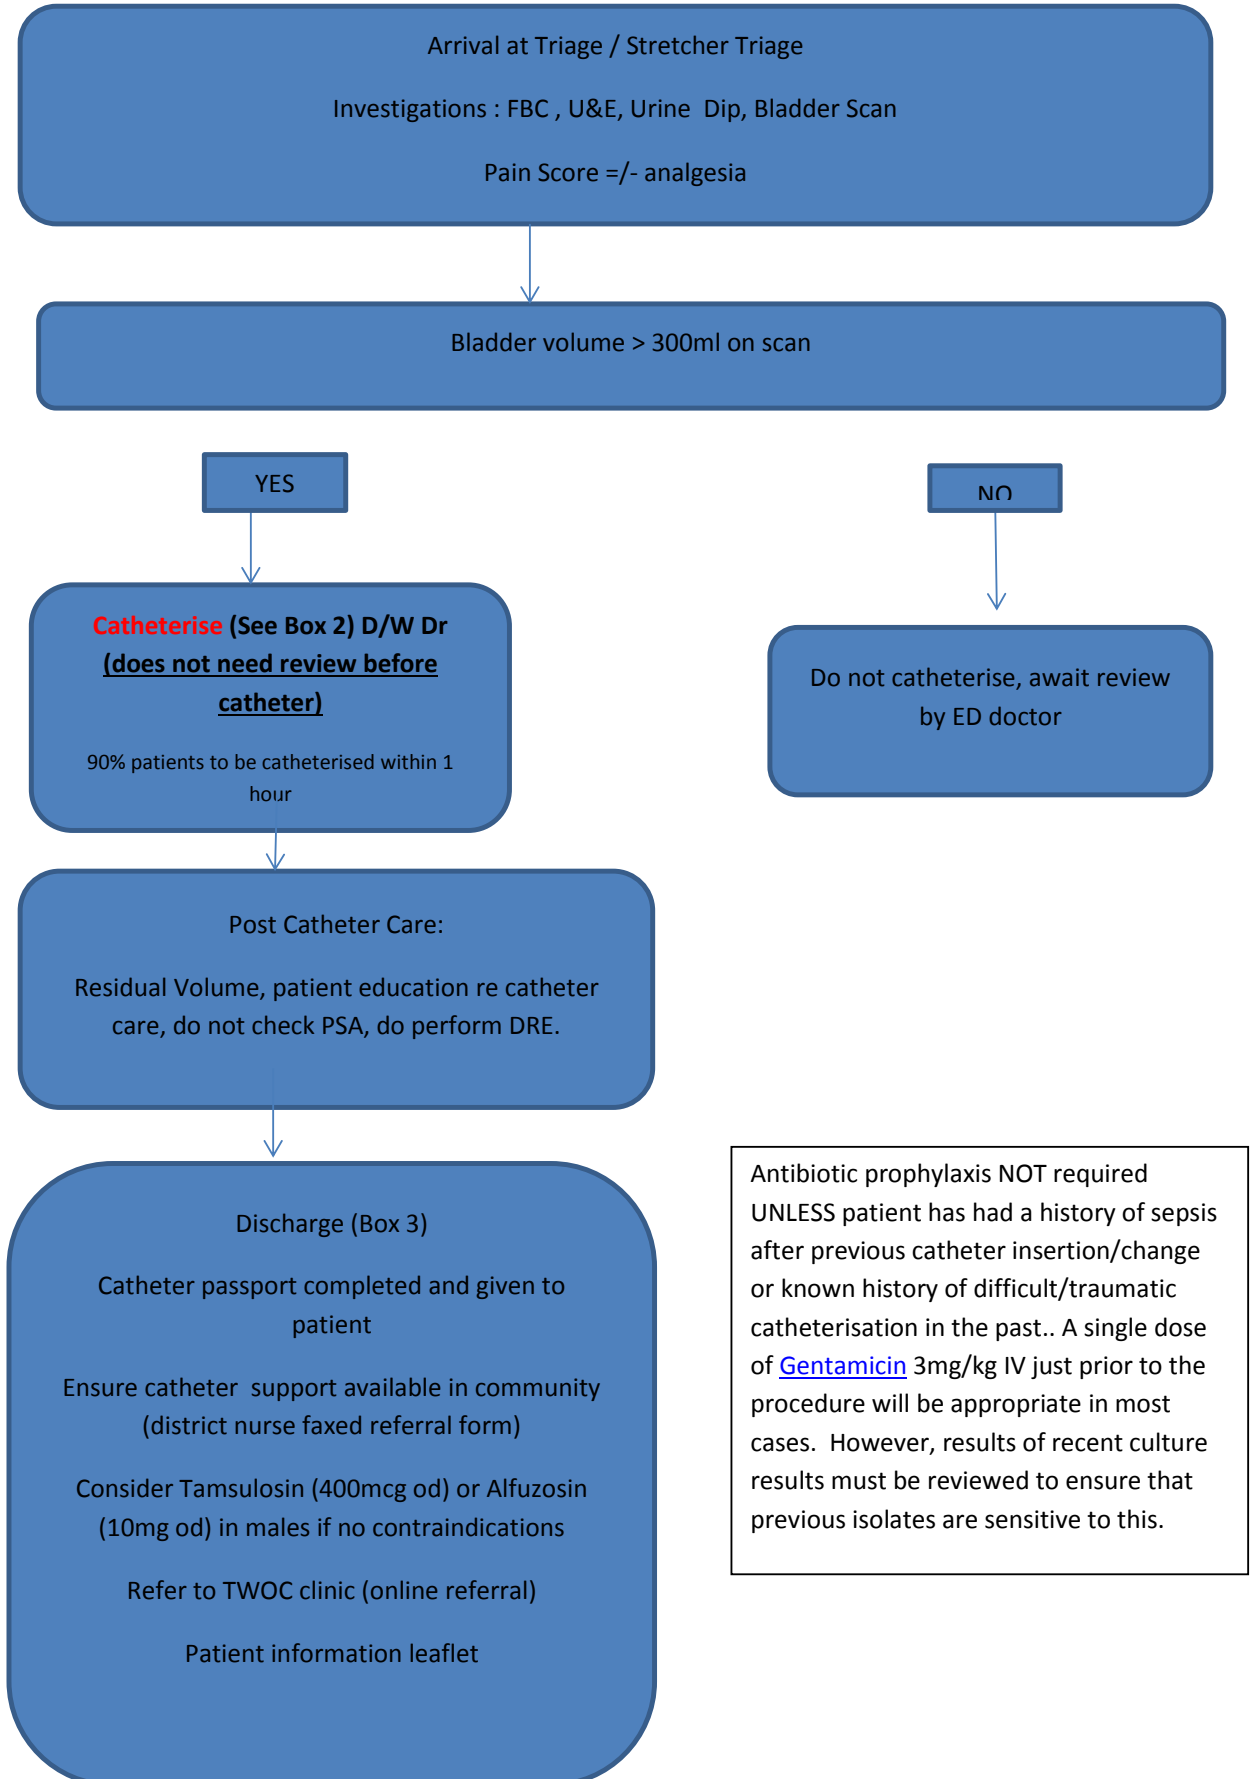 Arrival at Triage / Stretcher Triage
Investigations : FBC , U&E, Urine Dip, Bladder Scan
Pain Score =/- analgesia
Bladder volume > 300ml on scan
YES
NO
Catheterise (See Box 2) D/W Dr
(does not need review before
catheter)
90% patients to be catheterised within 1
hour
Do not catheterise, await review
by ED doctor
Post Catheter Care:
Residual Volume, patient education re catheter
care, do not check PSA, do perform DRE.
Discharge (Box 3)
Catheter passport completed and given to
patient
Ensure catheter support available in community
(district nurse faxed referral form)
Consider Tamsulosin (400mcg od) or Alfuzosin
(10mg od) in males if no contraindications
Refer to TWOC clinic (online referral)
Patient information leaflet
Antibiotic prophylaxis NOT required
UNLESS patient has had a history of sepsis
after previous catheter insertion/change
or known history of difficult/traumatic
catheterisation in the past.. A single dose
of Gentamicin 3mg/kg IV just prior to the
procedure will be appropriate in most
cases. However, results of recent culture
results must be reviewed to ensure that
previous isolates are sensitive to this.